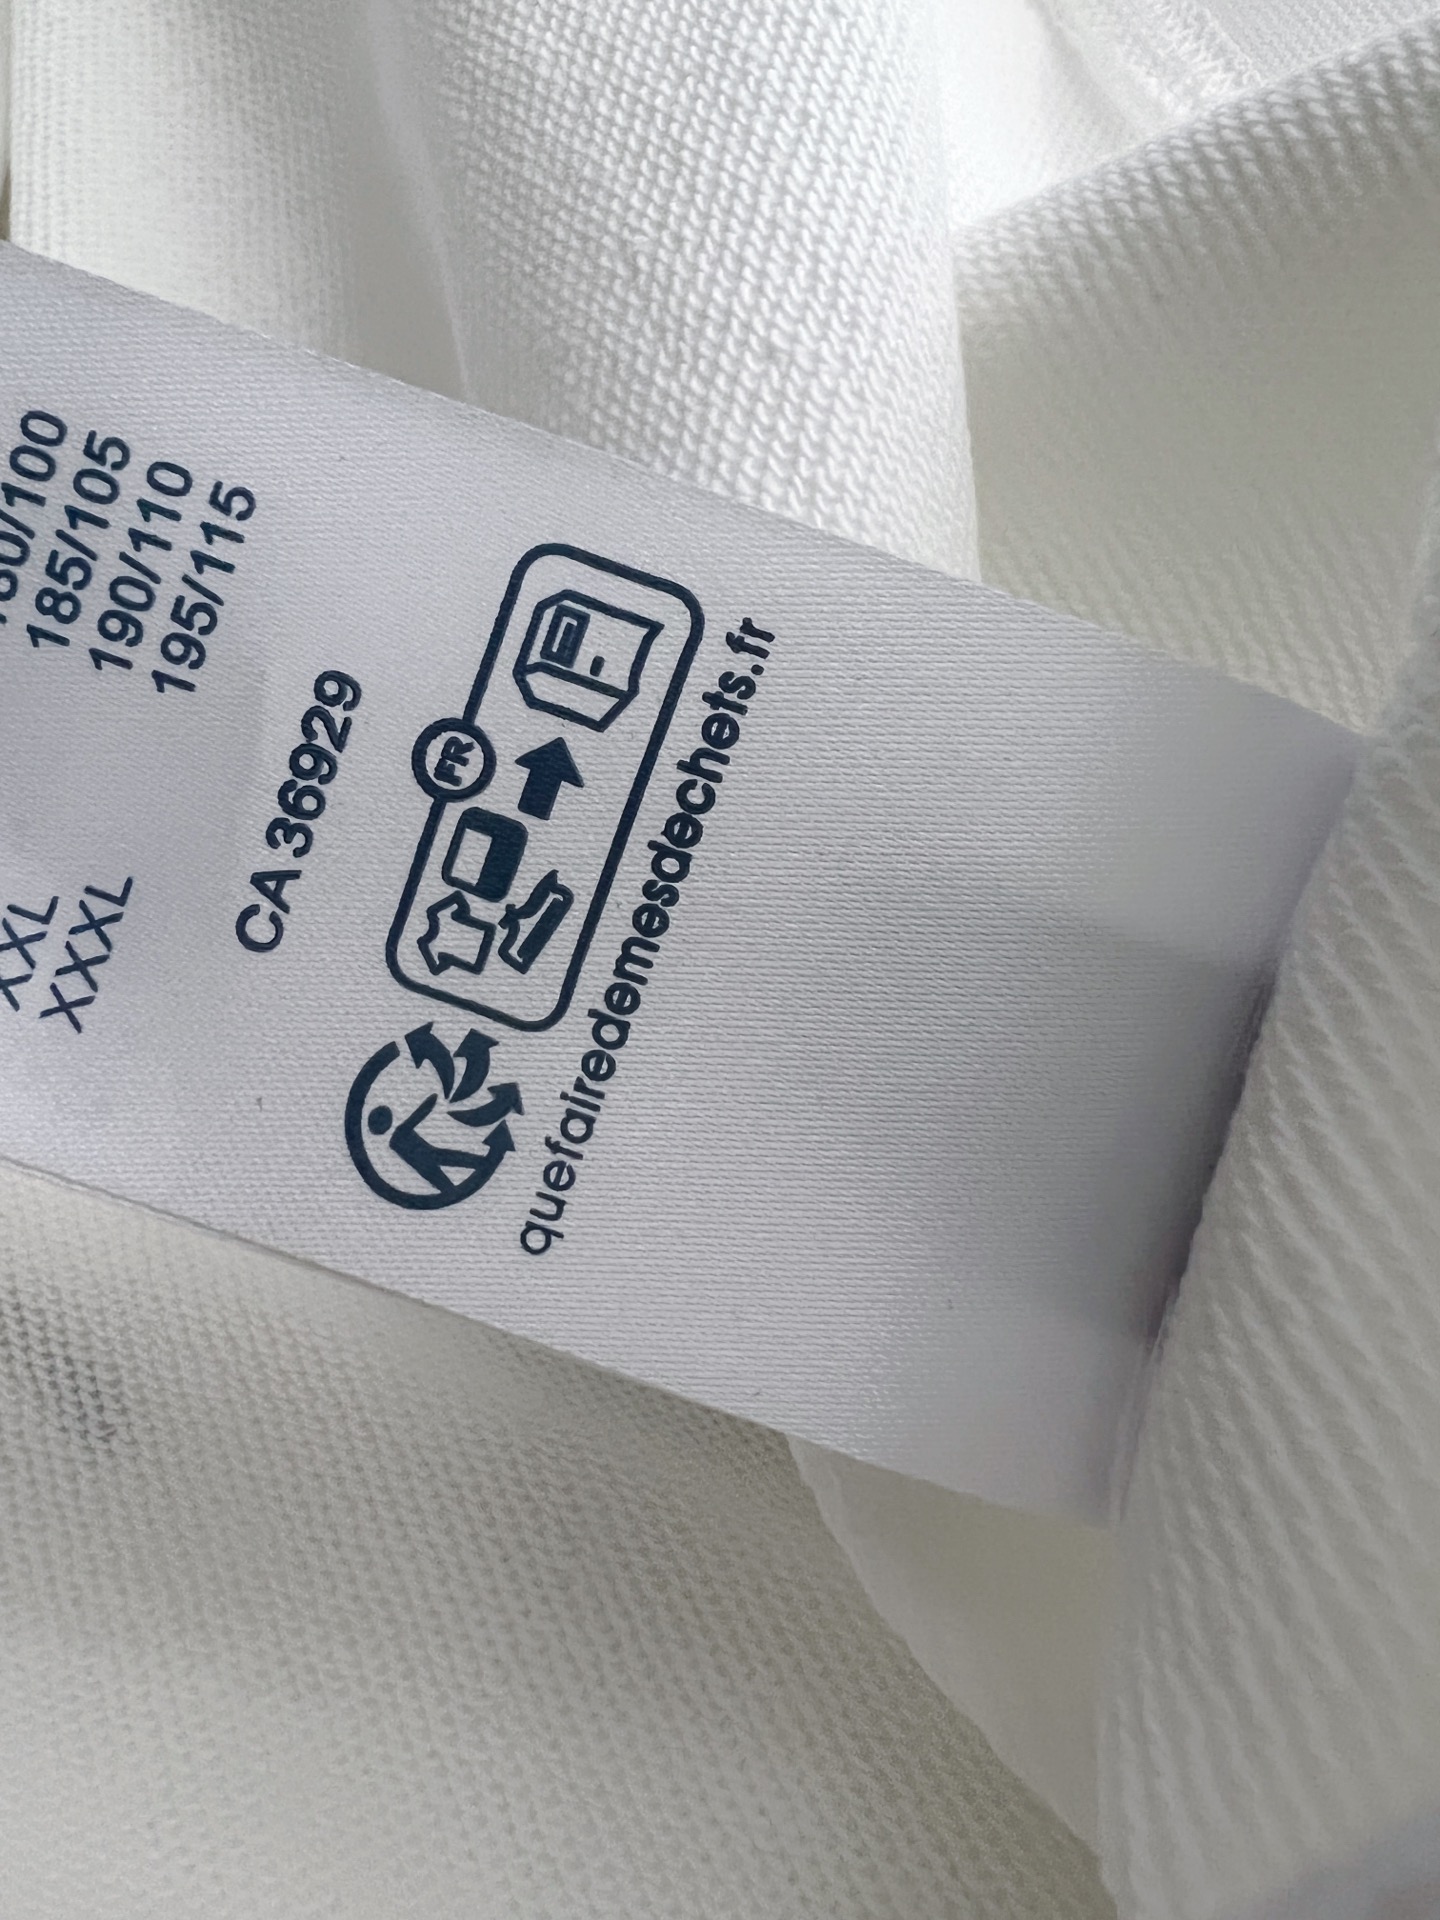 185/105
190/110
195/115
XXL
XXXL
CA 36929
FR
quefairedemesdechets.fr